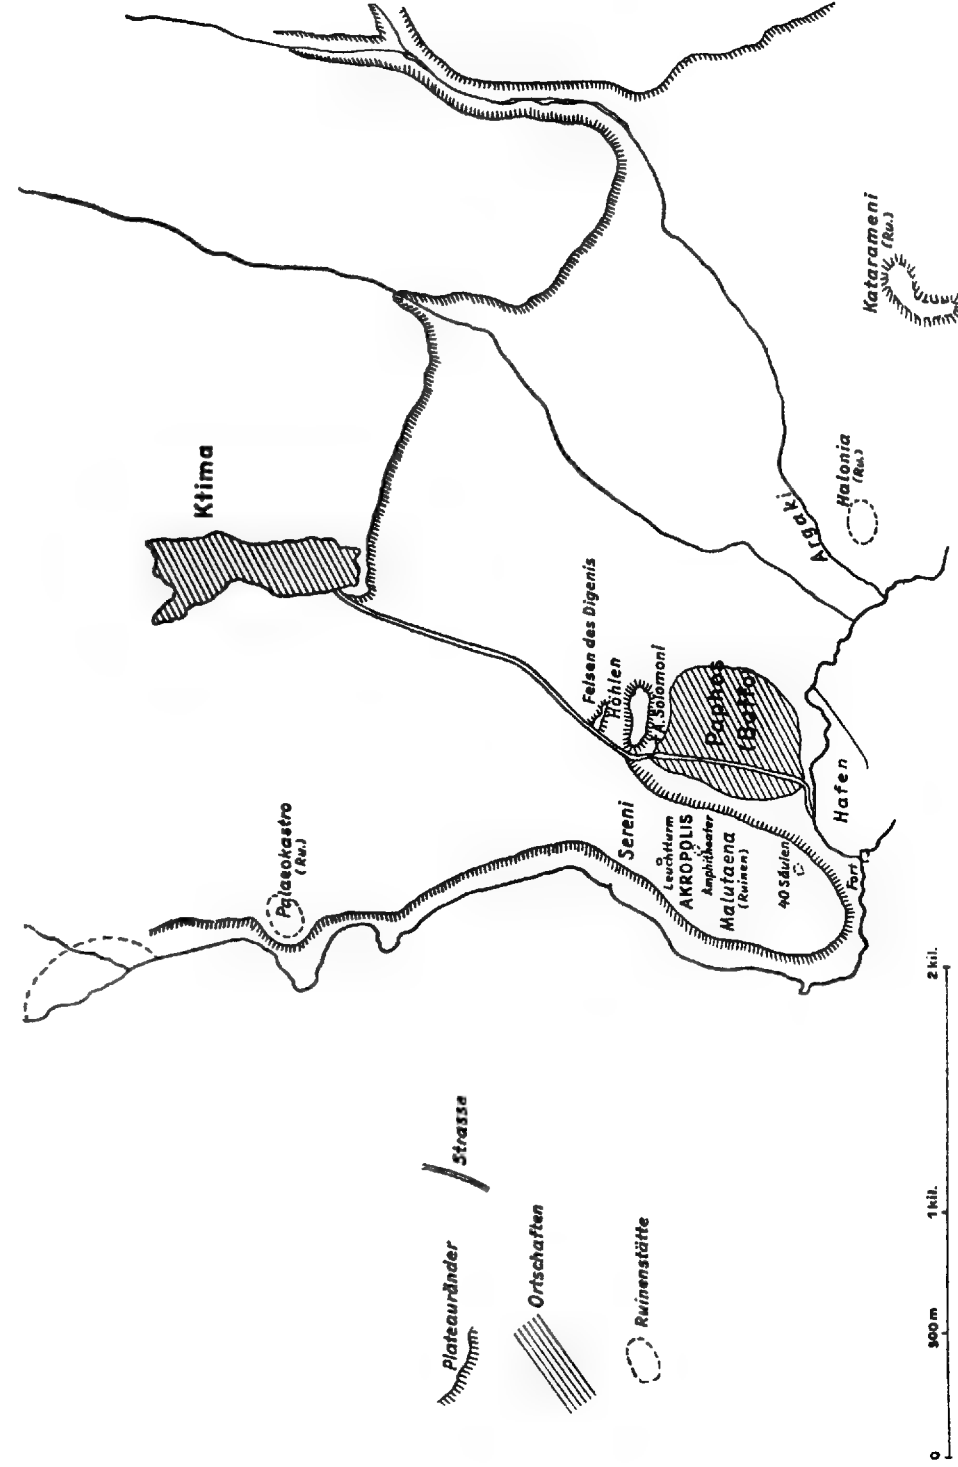 Ktima
Katarameni
(Ru.)
Halonia
(Ru.)
Argaki
Felsen des Digenis
Höhlen
A. Solomoni
Paphos
(Baffo)
Hafen
Palaeokastro
(Ru.)
Sereni
Leuchtturm
AKROPOLIS
Amphitheater
Malutaena
(Ruinen)
40 Säulen
Fort
Strasse
Plateauränder
Ortschaften
Ruinenstätte
0 500m 1 kil. 2 kil.